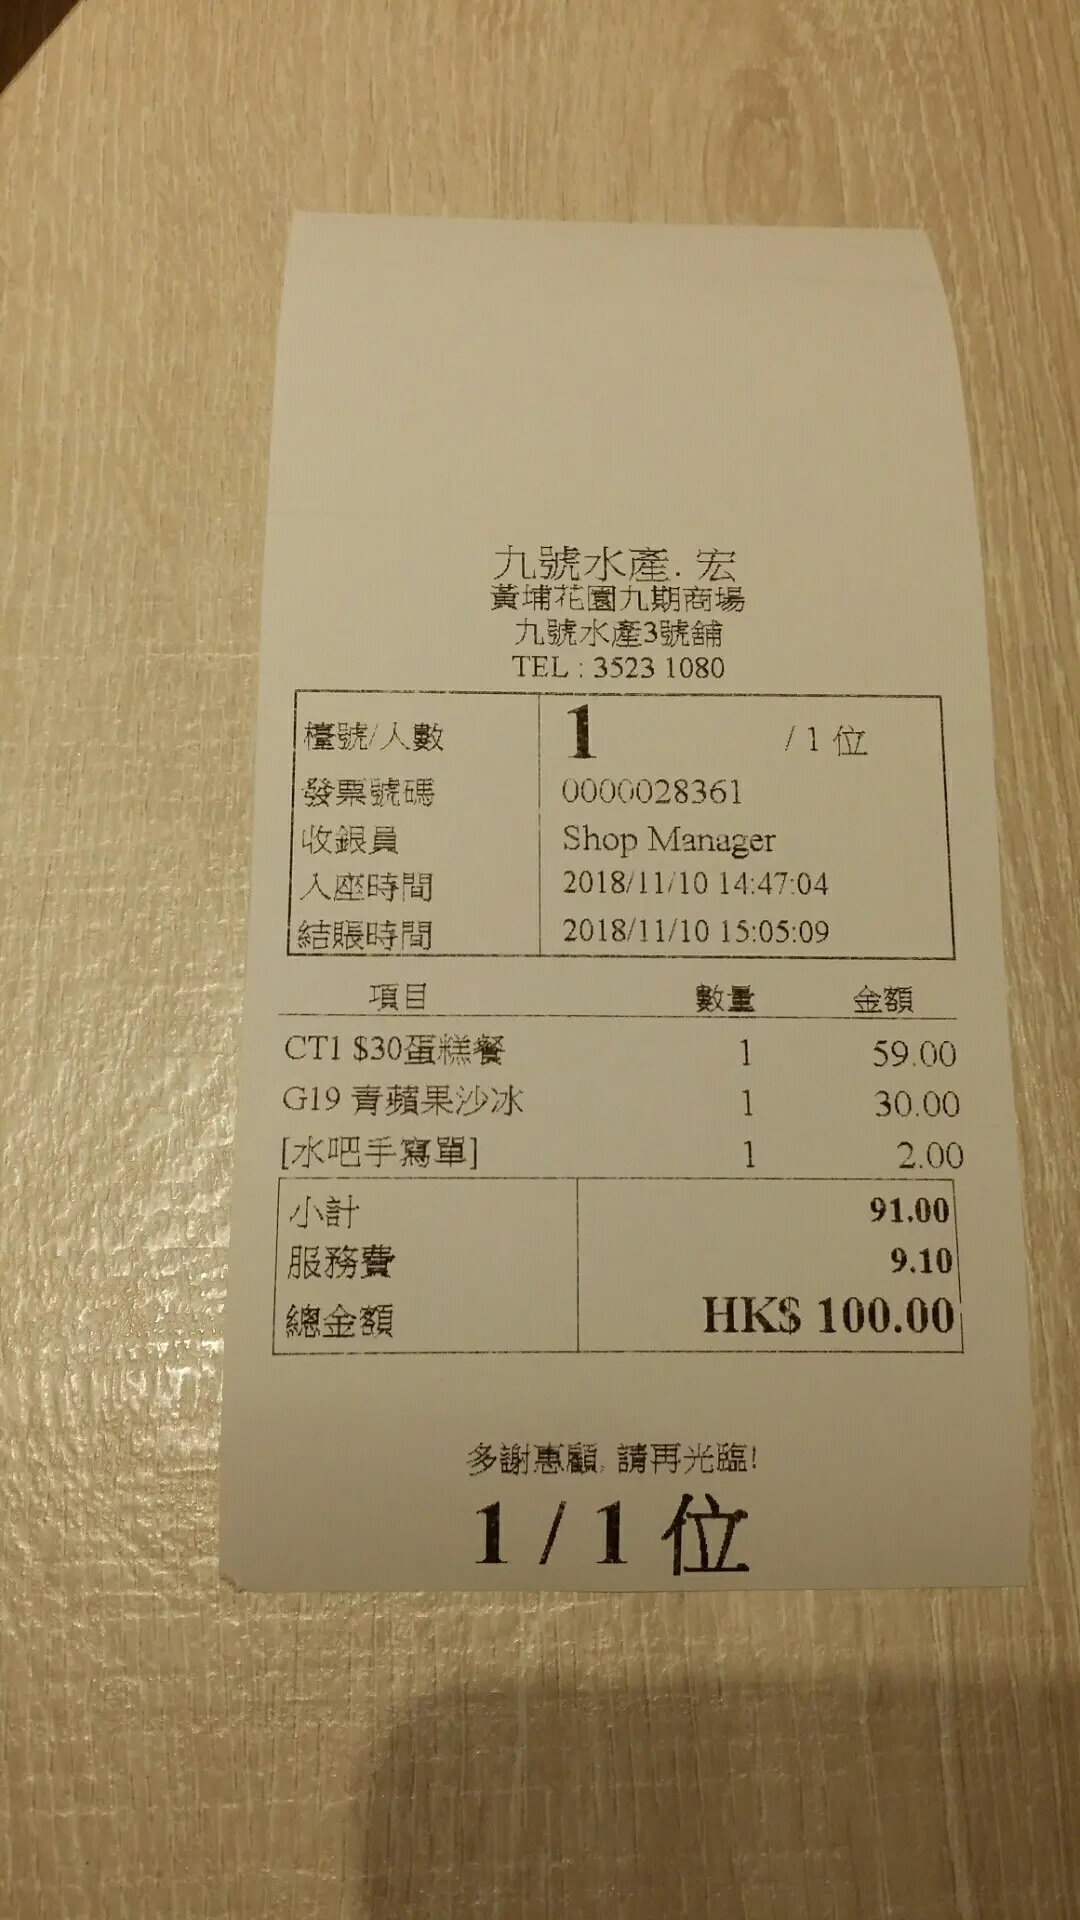 九號水產. 宏
黃埔花園九期商場
九號水產3號舖
TEL : 3523 1080
檯號/人數 1 / 1 位
發票號碼 0000028361
收銀員 Shop Manager
入座時間 2018/11/10 14:47:04
結賬時間 2018/11/10 15:05:09
項目 數量 金額
CT1 $30蛋糕餐 1 59.00
G19 青蘋果沙冰 1 30.00
[水吧手寫單] 1 2.00
小計 91.00
服務費 9.10
總金額 HK$ 100.00
多謝惠顧, 請再光臨!
1 / 1 位